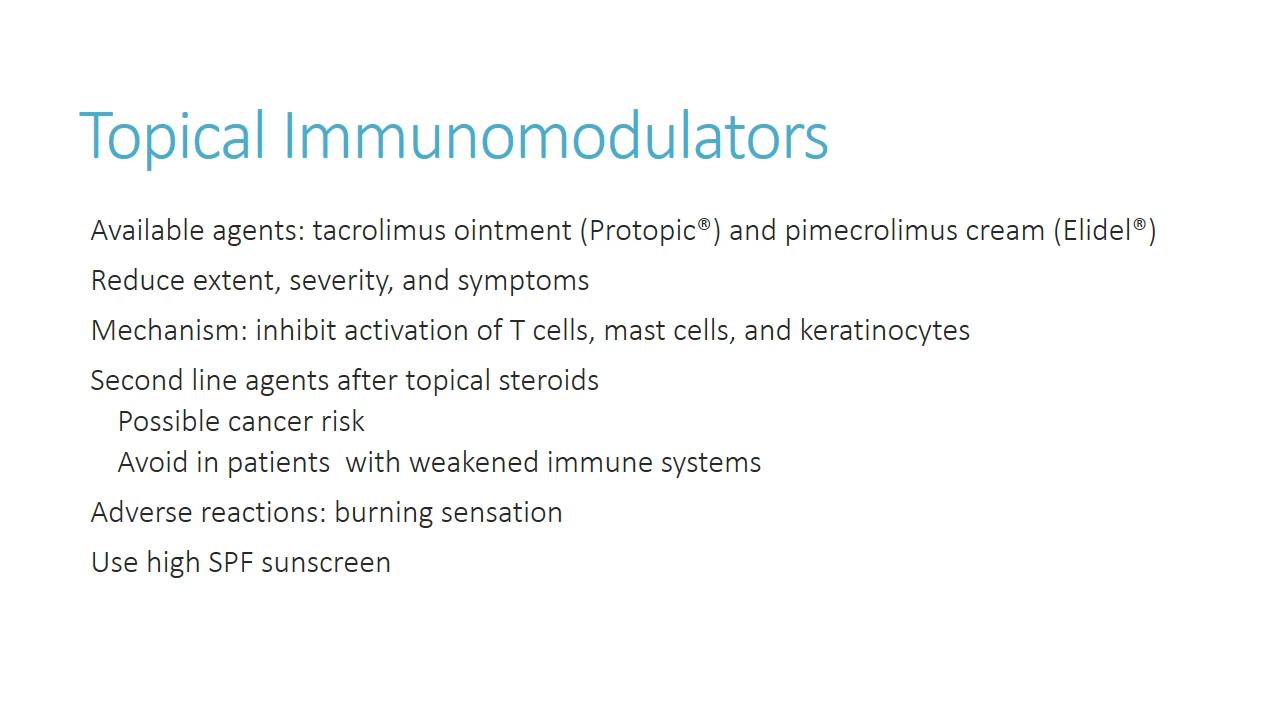 Topical Immunomodulators
Available agents: tacrolimus ointment (Protopic®) and pimecrolimus cream (Elidel®)
Reduce extent, severity, and symptoms
Mechanism: inhibit activation of T cells, mast cells, and keratinocytes
Second line agents after topical steroids
Possible cancer risk
Avoid in patients  with weakened immune systems
Adverse reactions: burning sensation
Use high SPF sunscreen